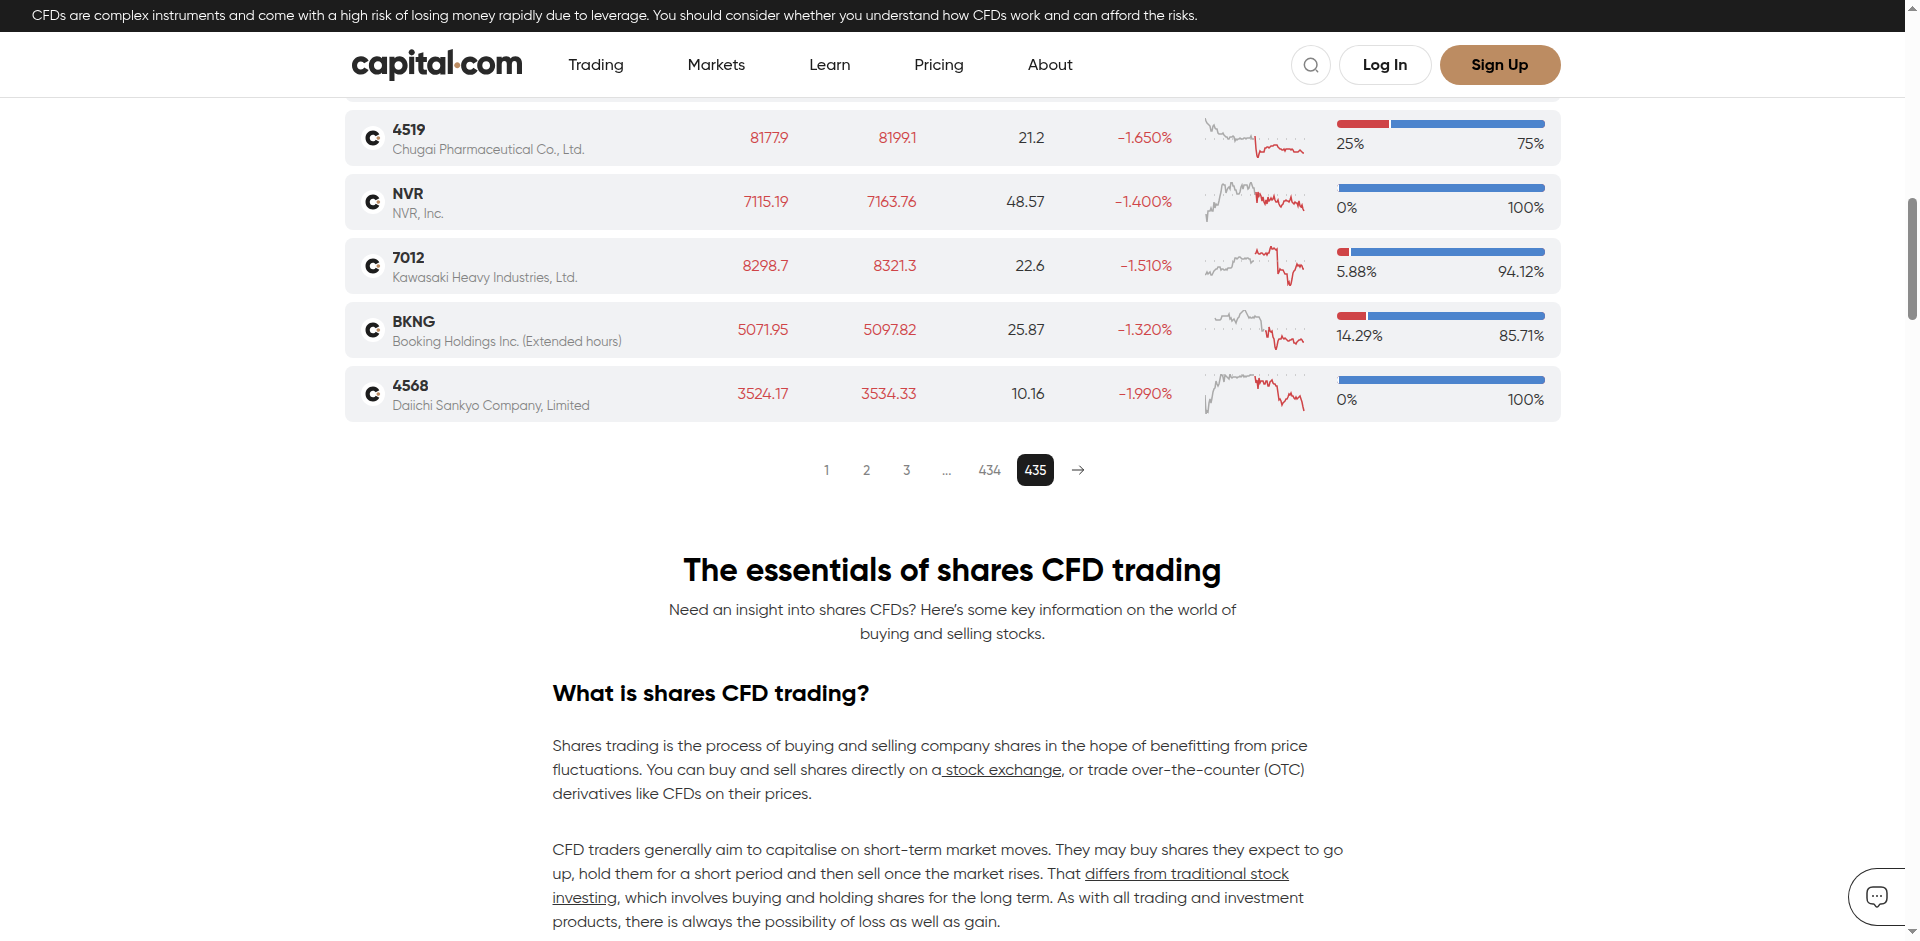 CFDs are complex instruments and come with a high risk of losing money rapidly due to leverage. You should consider whether you understand how CFDs work and can afford the risks.
capital.com Trading Markets Learn Pricing About Log In Sign Up
4519
Chugai Pharmaceutical Co., Ltd.
8177.9 8199.1 21.2 -1.650%
25% 75%
NVR
NVR, Inc.
7115.19 7163.76 48.57 -1.400%
0% 100%
7012
Kawasaki Heavy Industries, Ltd.
8298.7 8321.3 22.6 -1.510%
5.88% 94.12%
BKNG
Booking Holdings Inc. (Extended hours)
5071.95 5097.82 25.87 -1.320%
14.29% 85.71%
4568
Daiichi Sankyo Company, Limited
3524.17 3534.33 10.16 -1.990%
0% 100%
1 2 3 ... 434 435
The essentials of shares CFD trading
Need an insight into shares CFDs? Here's some key information on the world of
buying and selling stocks.
What is shares CFD trading?
Shares trading is the process of buying and selling company shares in the hope of benefitting from price
fluctuations. You can buy and sell shares directly on a stock exchange, or trade over-the-counter (OTC)
derivatives like CFDs on their prices.
CFD traders generally aim to capitalise on short-term market moves. They may buy shares they expect to go
up, hold them for a short period and then sell once the market rises. That differs from traditional stock
investing, which involves buying and holding shares for the long term. As with all trading and investment
products, there is always the possibility of loss as well as gain.